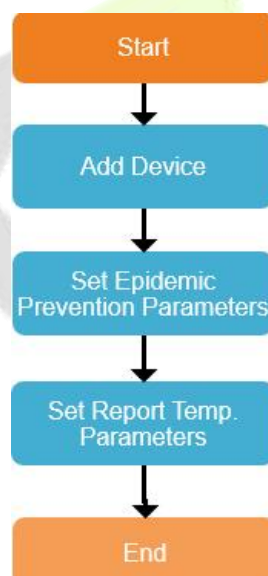 Start
Add Device
Set Epidemic
Prevention Parameters
Set Report Temp.
Parameters
End